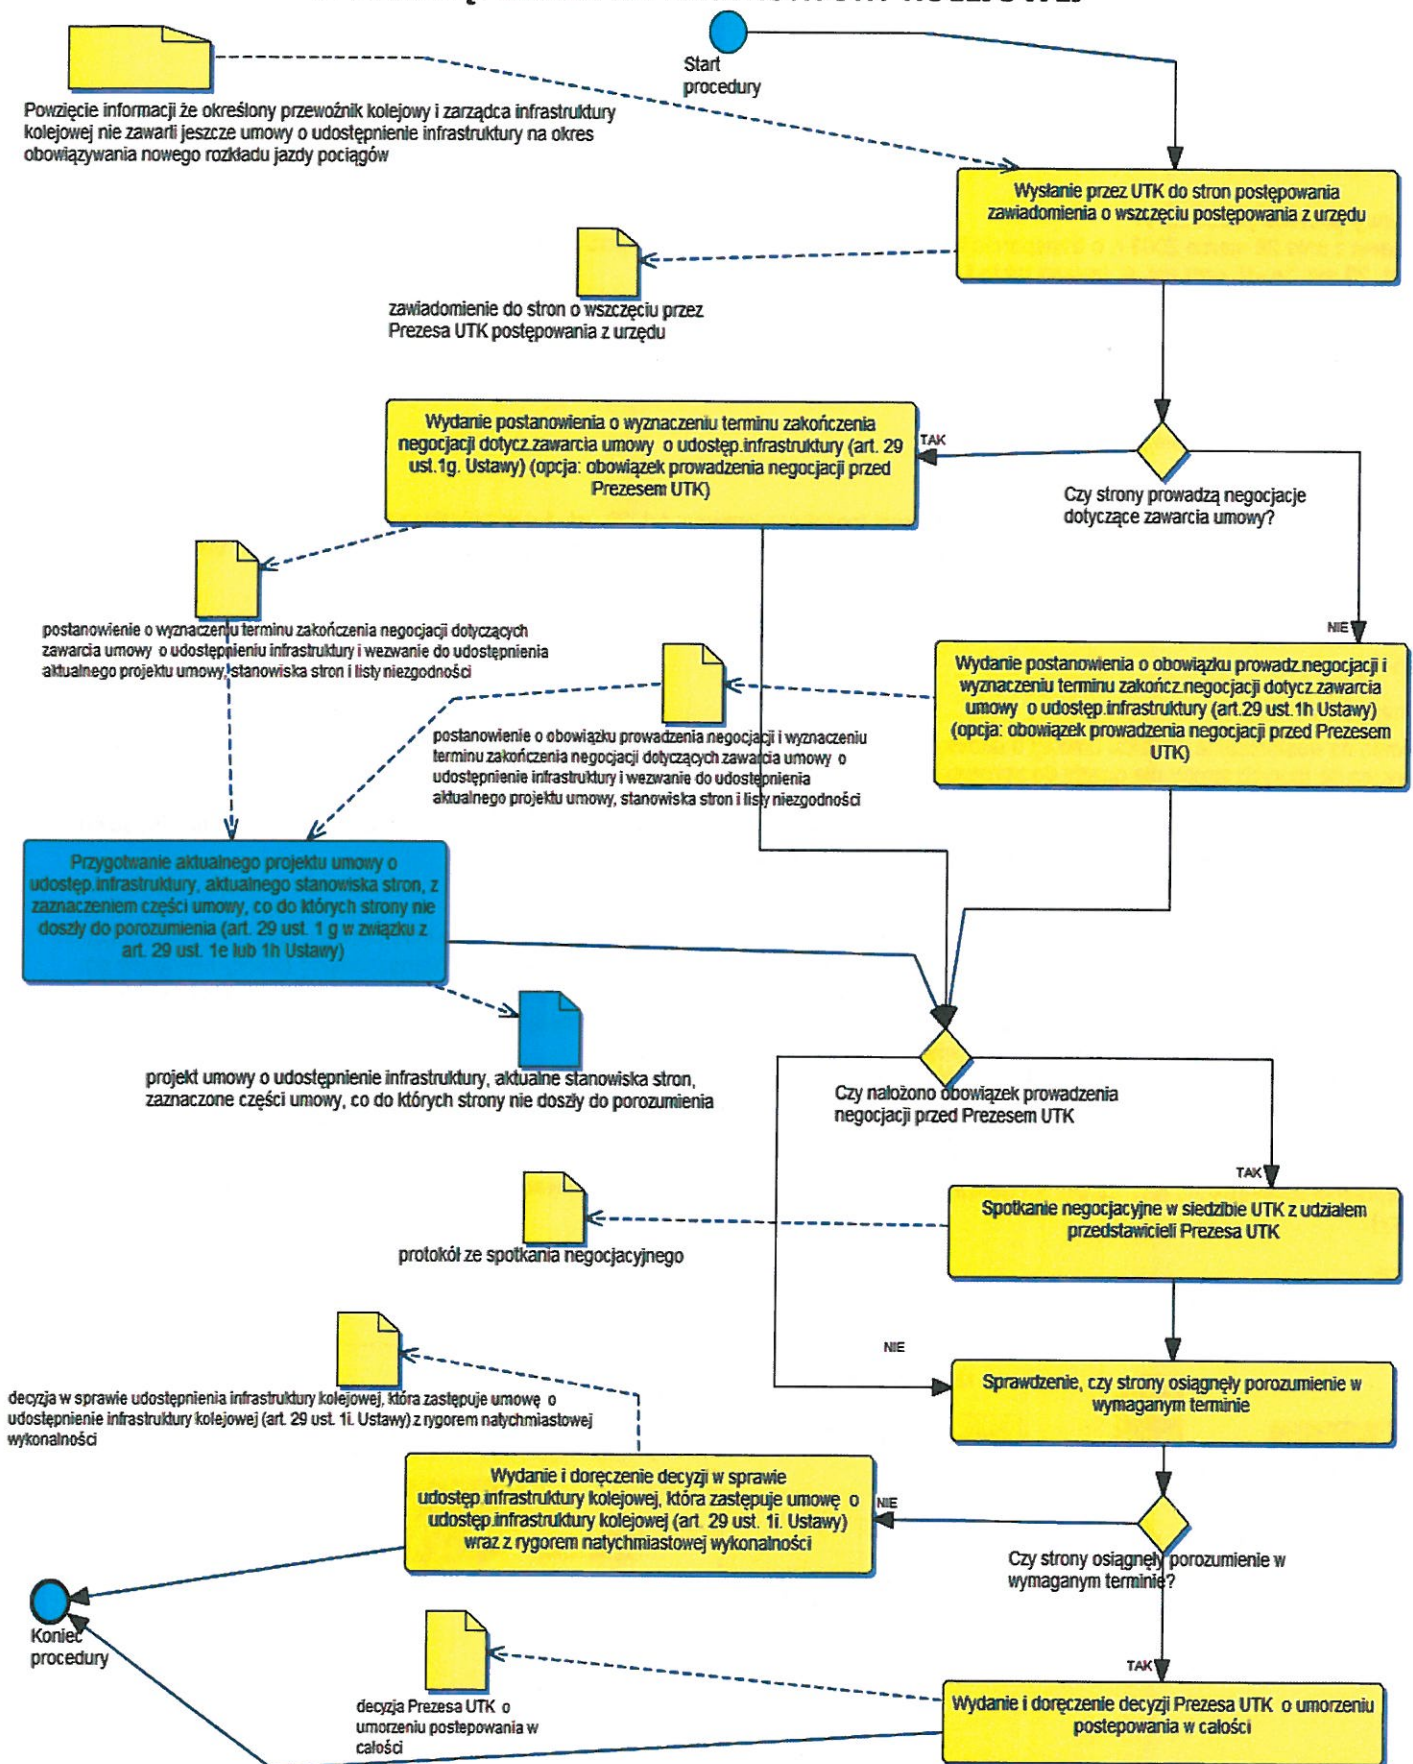 Start
procedury
Powzięcie informacji że określony przewoźnik kolejowy i zarządca infrastruktury
kolejowej nie zawarli jeszcze umowy o udostępnienie infrastruktury na okres
obowiązywania nowego rozkładu jazdy pociągów
Wysłanie przez UTK do stron postępowania
zawiadomienia o wszczęciu postępowania z urzędu
zawiadomienie do stron o wszczęciu przez
Prezesa UTK postępowania z urzędu
Wydanie postanowienia o wyznaczeniu terminu zakończenia
negocjacji dotycz.zawarcia umowy o udostęp.infrastruktury (art. 29
ust.1g. Ustawy) (opcja: obowiązek prowadzenia negocjacji przed
Prezesem UTK)
TAK
Czy strony prowadzą negocjacje
dotyczące zawarcia umowy?
NIE
postanowienie o wyznaczeniu terminu zakończenia negocjacji dotyczących
zawarcia umowy o udostępnieniu infrastruktury i wezwanie do udostępnienia
aktualnego projektu umowy, stanowiska stron i listy niezgodności
Wydanie postanowienia o obowiązku prowadz.negocjacji i
wyznaczeniu terminu zakończ.negocjacji dotycz.zawarcia
umowy o udostęp.infrastruktury (art.29 ust.1h Ustawy)
(opcja: obowiązek prowadzenia negocjacji przed Prezesem
UTK)
postanowienie o obowiązku prowadzenia negocjacji i wyznaczeniu
terminu zakończenia negocjacji dotyczących zawarcia umowy o
udostępnienie infrastruktury i wezwanie do udostępnienia
aktualnego projektu umowy, stanowiska stron i listy niezgodności
Przygotwanie aktualnego projektu umowy o
udostęp.infrastruktury, aktualnego stanowiska stron, z
zaznaczeniem części umowy, co do których strony nie
doszły do porozumienia (art. 29 ust. 1 g w związku z
art. 29 ust. 1e lub 1h Ustawy)
projekt umowy o udostępnienie infrastruktury, aktualne stanowiska stron,
zaznaczone części umowy, co do których strony nie doszły do porozumienia
Czy nałożono obowiązek prowadzenia
negocjacji przed Prezesem UTK
TAK
Spotkanie negocjacyjne w siedzibie UTK z udziałem
przedstawicieli Prezesa UTK
protokół ze spotkania negocjacyjnego
NIE
Sprawdzenie, czy strony osiągnęły porozumienie w
wymaganym terminie
decyzja w sprawie udostępnienia infrastruktury kolejowej, która zastępuje umowę o
udostępnienie infrastruktury kolejowej (art. 29 ust. 1i. Ustawy) z rygorem natychmiastowej
wykonalności
Wydanie i doręczenie decyzji w sprawie
udostęp.infrastruktury kolejowej, która zastępuje umowę o
udostęp.infrastruktury kolejowej (art. 29 ust. 1i. Ustawy)
wraz z rygorem natychmiastowej wykonalności
NIE
Czy strony osiągnęły porozumienie w
wymaganym terminie?
Koniec
procedury
TAK
decyzja Prezesa UTK o
umorzeniu postepowania w
całości
Wydanie i doręczenie decyzji Prezesa UTK o umorzeniu
postepowania w całości